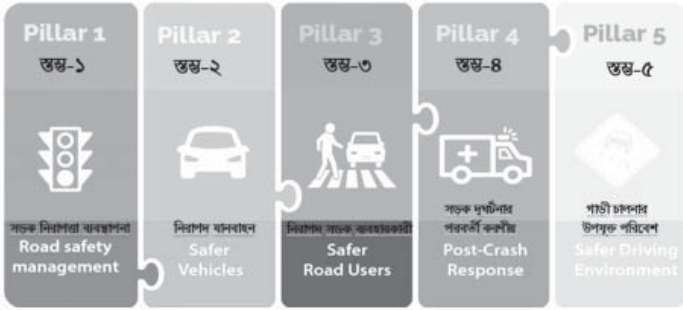 Pillar 1
স্তম্ভ-১
সড়ক নিরাপত্তা ব্যবস্থাপনা
Road safety
management
Pillar 2
স্তম্ভ-২
নিরাপদ যানবাহন
Safer
Vehicles
Pillar 3
স্তম্ভ-৩
নিরাপদ সড়ক ব্যবহারকারী
Safer
Road Users
Pillar 4
স্তম্ভ-৪
সড়ক দুর্ঘটনার
পরবর্তী করণীয়
Post-Crash
Response
Pillar 5
স্তম্ভ-৫
গাড়ী চালনার
উপযুক্ত পরিবেশ
Safer Driving
Environment